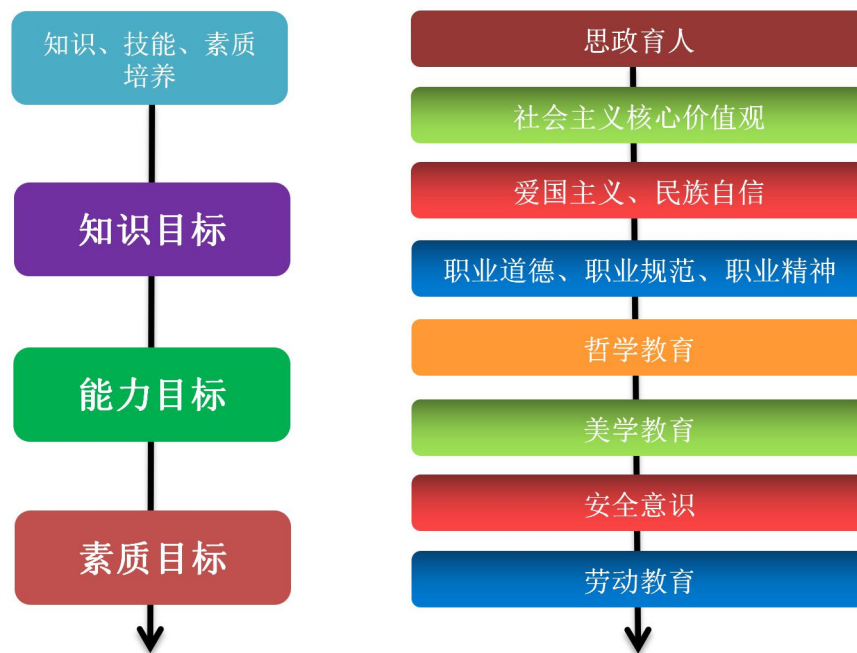 知识、技能、素质
培养
知识目标
能力目标
素质目标
思政育人
社会主义核心价值观
爱国主义、民族自信
职业道德、职业规范、职业精神
哲学教育
美学教育
安全意识
劳动教育